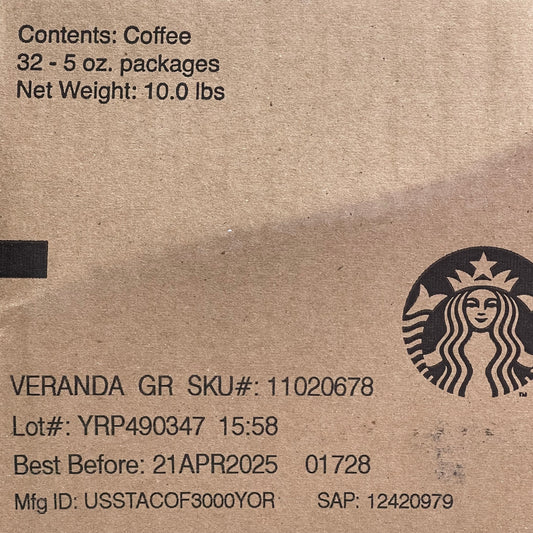 Contents: Coffee
32 - 5 oz. packages
Net Weight: 10.0 lbs
VERANDA GR SKU#: 11020678
Lot#: YRP490347 15:58
Best Before: 21APR2025 01728
Mfg ID: USSTACOF3000YOR SAP: 12420979
TM